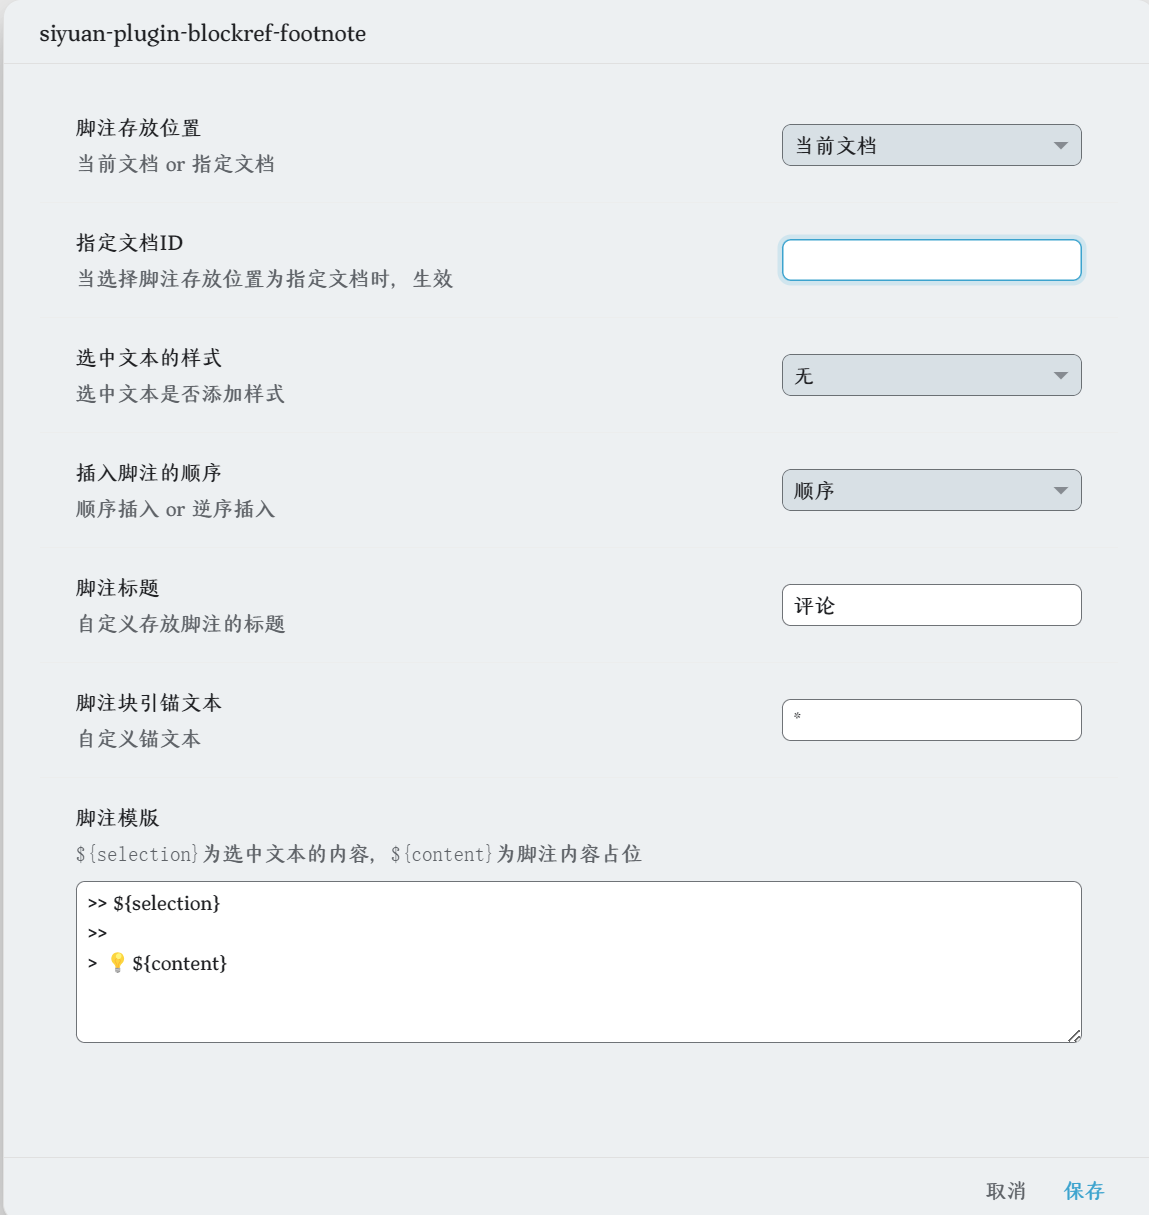 siyuan-plugin-blockref-footnote
脚注存放位置
当前文档 or 指定文档
当前文档
指定文档ID
当选择脚注存放位置为指定文档时，生效
选中文本的样式
选中文本是否添加样式
无
插入脚注的顺序
顺序插入 or 逆序插入
顺序
脚注标题
自定义存放脚注的标题
评论
脚注块引锚文本
自定义锚文本
*
脚注模版
${selection}为选中文本的内容，${content}为脚注内容占位
>> ${selection}
>>
> 💡 ${content}
取消
保存